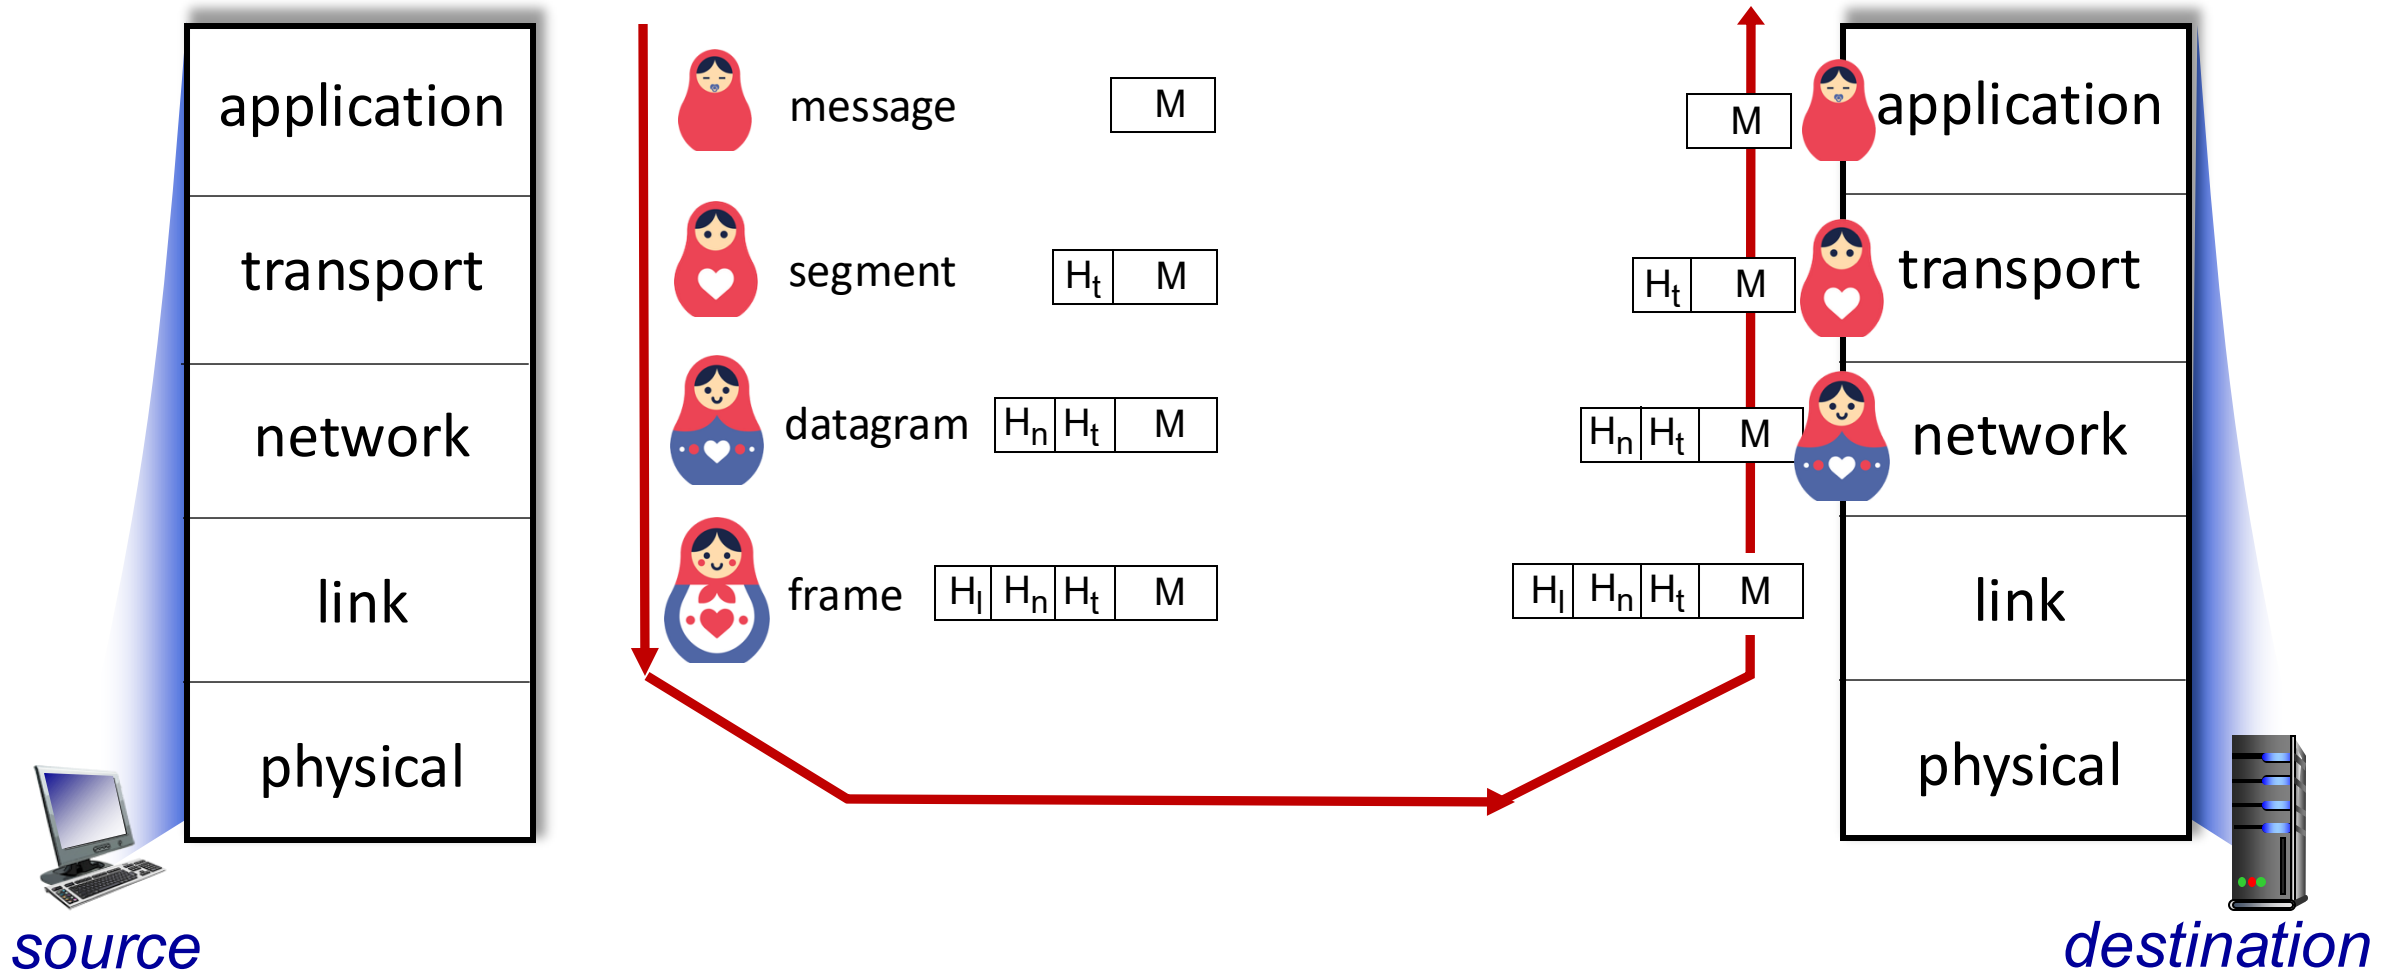 application
message
M
M
application
transport
segment
Ht M
Ht M
transport
network
datagram
Hn Ht M
Hn Ht M
network
link
frame
Hl Hn Ht M
Hl Hn Ht M
link
physical
physical
source
destination